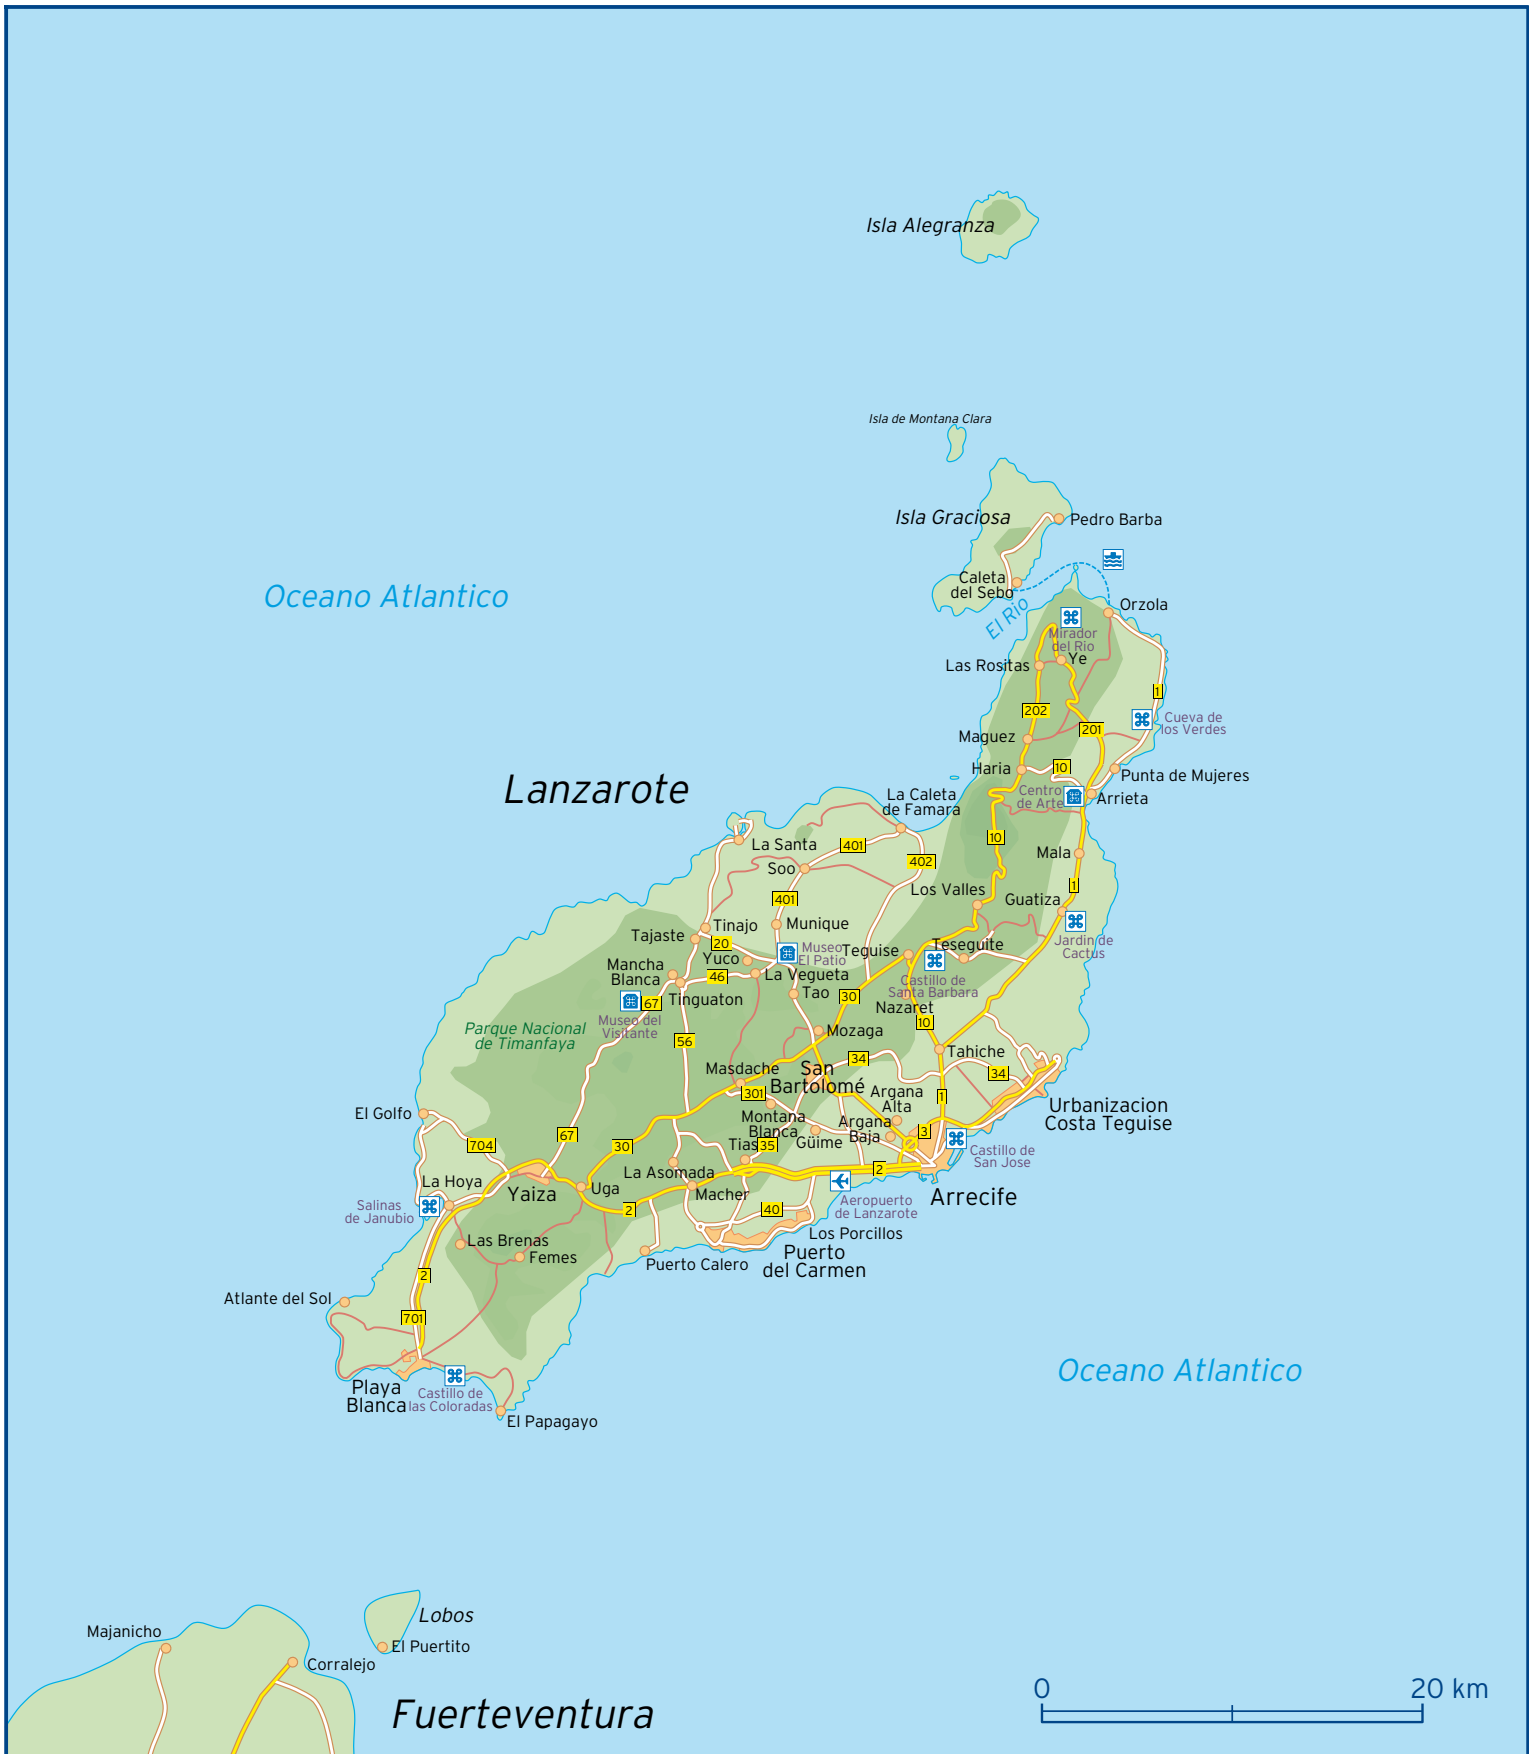 Isla Alegranza
Isla de Montana Clara
Isla Graciosa
Pedro Barba
Caleta
del Sebo
El Rio
Oceano Atlantico
Orzola
Mirador
del Rio
Ye
Las Rositas
1
202
Cueva de
los Verdes
201
Maguez
Haria
10
Punta de Mujeres
Lanzarote
Centro
de Arte
Arrieta
La Caleta
de Famara
10
La Santa
401
402
Mala
Soo
1
Los Valles
401
Guatiza
Munique
Tinajo
Tajaste
20
Museo
El Patio
Teguise
Teseguite
Jardin de
Cactus
Yuco
Mancha
Blanca
46
La Vegueta
Castillo de
Santa Barbara
Tinguaton
67
Tao
30
Nazaret
Museo del
Visitante
Parque Nacional
de Timanfaya
10
Mozaga
56
Tahiche
34
34
Masdache
San
Bartolomé
301
Argana
Alta
1
Urbanizacion
Costa Teguise
El Golfo
Montana
Blanca
Argana
Baja
3
67
30
704
Tias
35
Güime
Castillo de
San Jose
La Asomada
2
La Hoya
Yaiza
Uga
Macher
Arrecife
Aeropuerto
de Lanzarote
Salinas
de Janubio
2
40
Los Porcillos
Las Brenas
Femes
Puerto
del Carmen
Puerto Calero
2
Atlante del Sol
701
Oceano Atlantico
Playa
Blanca
Castillo de
las Coloradas
El Papagayo
Lobos
Majanicho
El Puertito
Corralejo
Fuerteventura
0
20 km